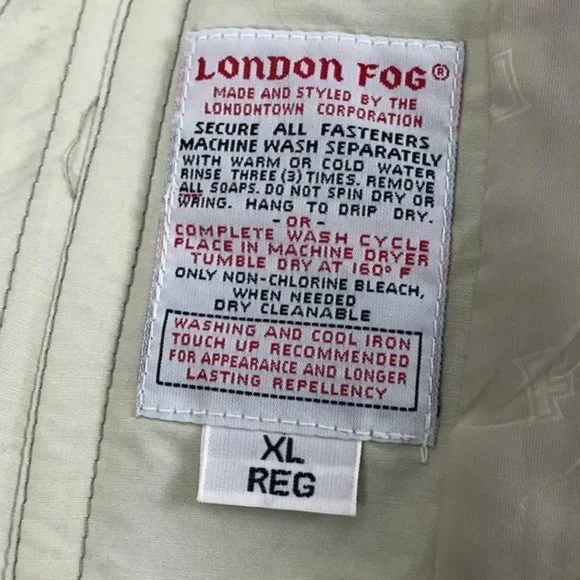 LONDON FOG®
MADE AND STYLED BY THE
LONDONTOWN CORPORATION
SECURE ALL FASTENERS
MACHINE WASH SEPARATELY
WITH WARM OR COLD WATER
RINSE THREE (3) TIMES. REMOVE
ALL SOAPS. DO NOT SPIN DRY OR
WRING. HANG TO DRIP DRY.
-OR-
COMPLETE WASH CYCLE
PLACE IN MACHINE DRYER
TUMBLE DRY AT 160° F
ONLY NON-CHLORINE BLEACH,
WHEN NEEDED
DRY CLEANABLE
WASHING AND COOL IRON
TOUCH UP RECOMMENDED
FOR APPEARANCE AND LONGER
LASTING REPELLENCY
XL
REG